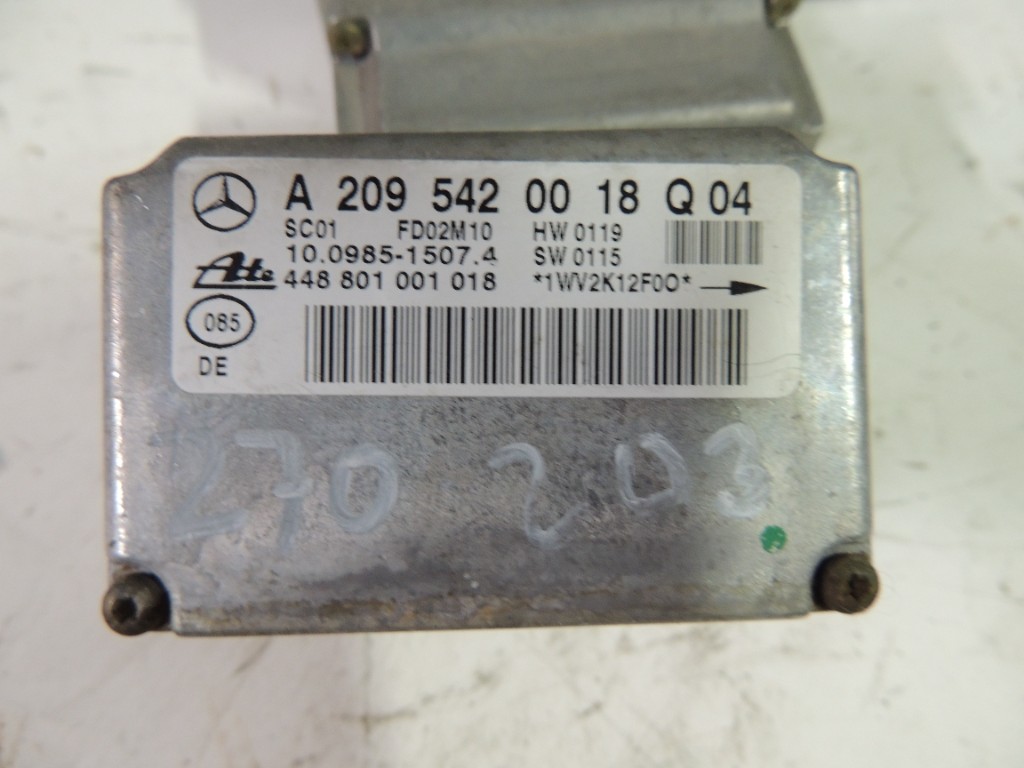 A 209 542 00 18 Q 04
SC01 FD02M10 HW 0119
10.0985-1507.4 SW 0115
Ate 448 801 001 018 *1WV2K12F0O*
085
DE
270 203